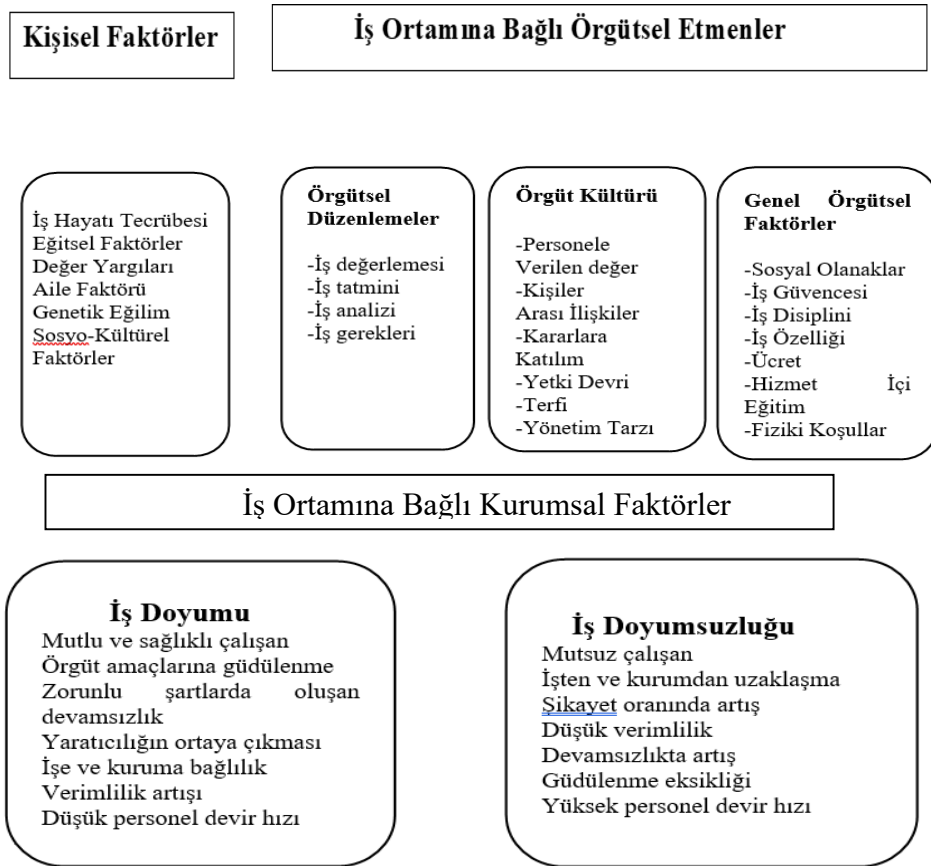 Kişisel Faktörler
İş Ortamına Bağlı Örgütsel Etmenler
İş Hayatı Tecrübesi
Eğitsel Faktörler
Değer Yargıları
Aile Faktörü
Genetik Eğilim
Sosyo-Kültürel
Faktörler
Örgütsel
Düzenlemeler
-İş değerlemesi
-İş tatmini
-İş analizi
-İş gerekleri
Örgüt Kültürü
-Personele
Verilen değer
-Kişiler
Arası İlişkiler
-Kararlara
Katılım
-Yetki Devri
-Terfi
-Yönetim Tarzı
Genel Örgütsel
Faktörler
-Sosyal Olanaklar
-İş Güvencesi
-İş Disiplini
-İş Özelliği
-Ücret
-Hizmet İçi
Eğitim
-Fiziki Koşullar
İş Ortamına Bağlı Kurumsal Faktörler
İş Doyumu
Mutlu ve sağlıklı çalışan
Örgüt amaçlarına güdülenme
Zorunlu şartlarda oluşan
devamsızlık
Yaratıcılığın ortaya çıkması
İşe ve kuruma bağlılık
Verimlilik artışı
Düşük personel devir hızı
İş Doyumsuzluğu
Mutsuz çalışan
İşten ve kurumdan uzaklaşma
Şikayet oranında artış
Düşük verimlilik
Devamsızlıkta artış
Güdülenme eksikliği
Yüksek personel devir hızı